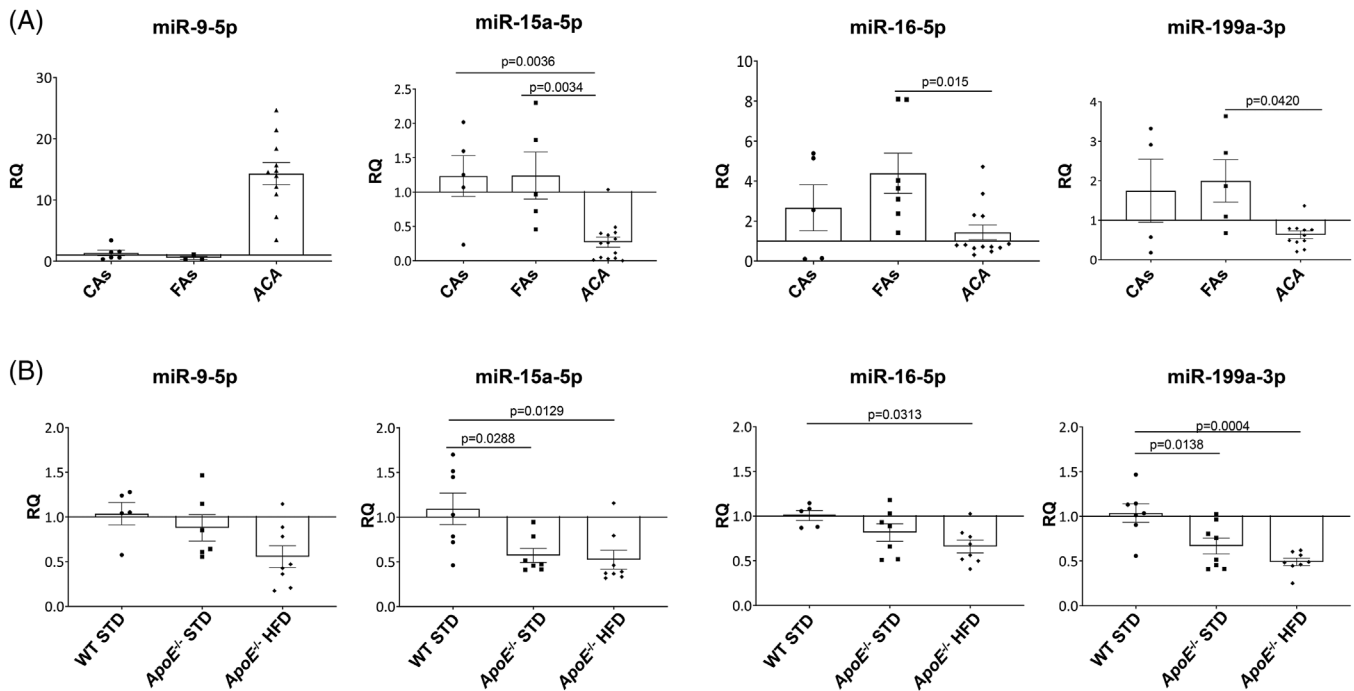 (A)
miR-9-5p
RQ
30
20
10
0
CAs
FAs
ACA
miR-15a-5p
p=0.0036
p=0.0034
RQ
2.5
2.0
1.5
1.0
0.5
0.0
CAs
FAs
ACA
miR-16-5p
p=0.015
RQ
10
8
6
4
2
0
CAs
FAs
ACA
miR-199a-3p
p=0.0420
RQ
4
3
2
1
0
CAs
FAs
ACA
(B)
miR-9-5p
RQ
2.0
1.5
1.0
0.5
0.0
WT STD
ApoE-/- STD
ApoE-/- HFD
miR-15a-5p
p=0.0129
p=0.0288
RQ
2.0
1.5
1.0
0.5
0.0
WT STD
ApoE-/- STD
ApoE-/- HFD
miR-16-5p
p=0.0313
RQ
2.0
1.5
1.0
0.5
0.0
WT STD
ApoE-/- STD
ApoE-/- HFD
miR-199a-3p
p=0.0004
p=0.0138
RQ
2.0
1.5
1.0
0.5
0.0
WT STD
ApoE-/- STD
ApoE-/- HFD